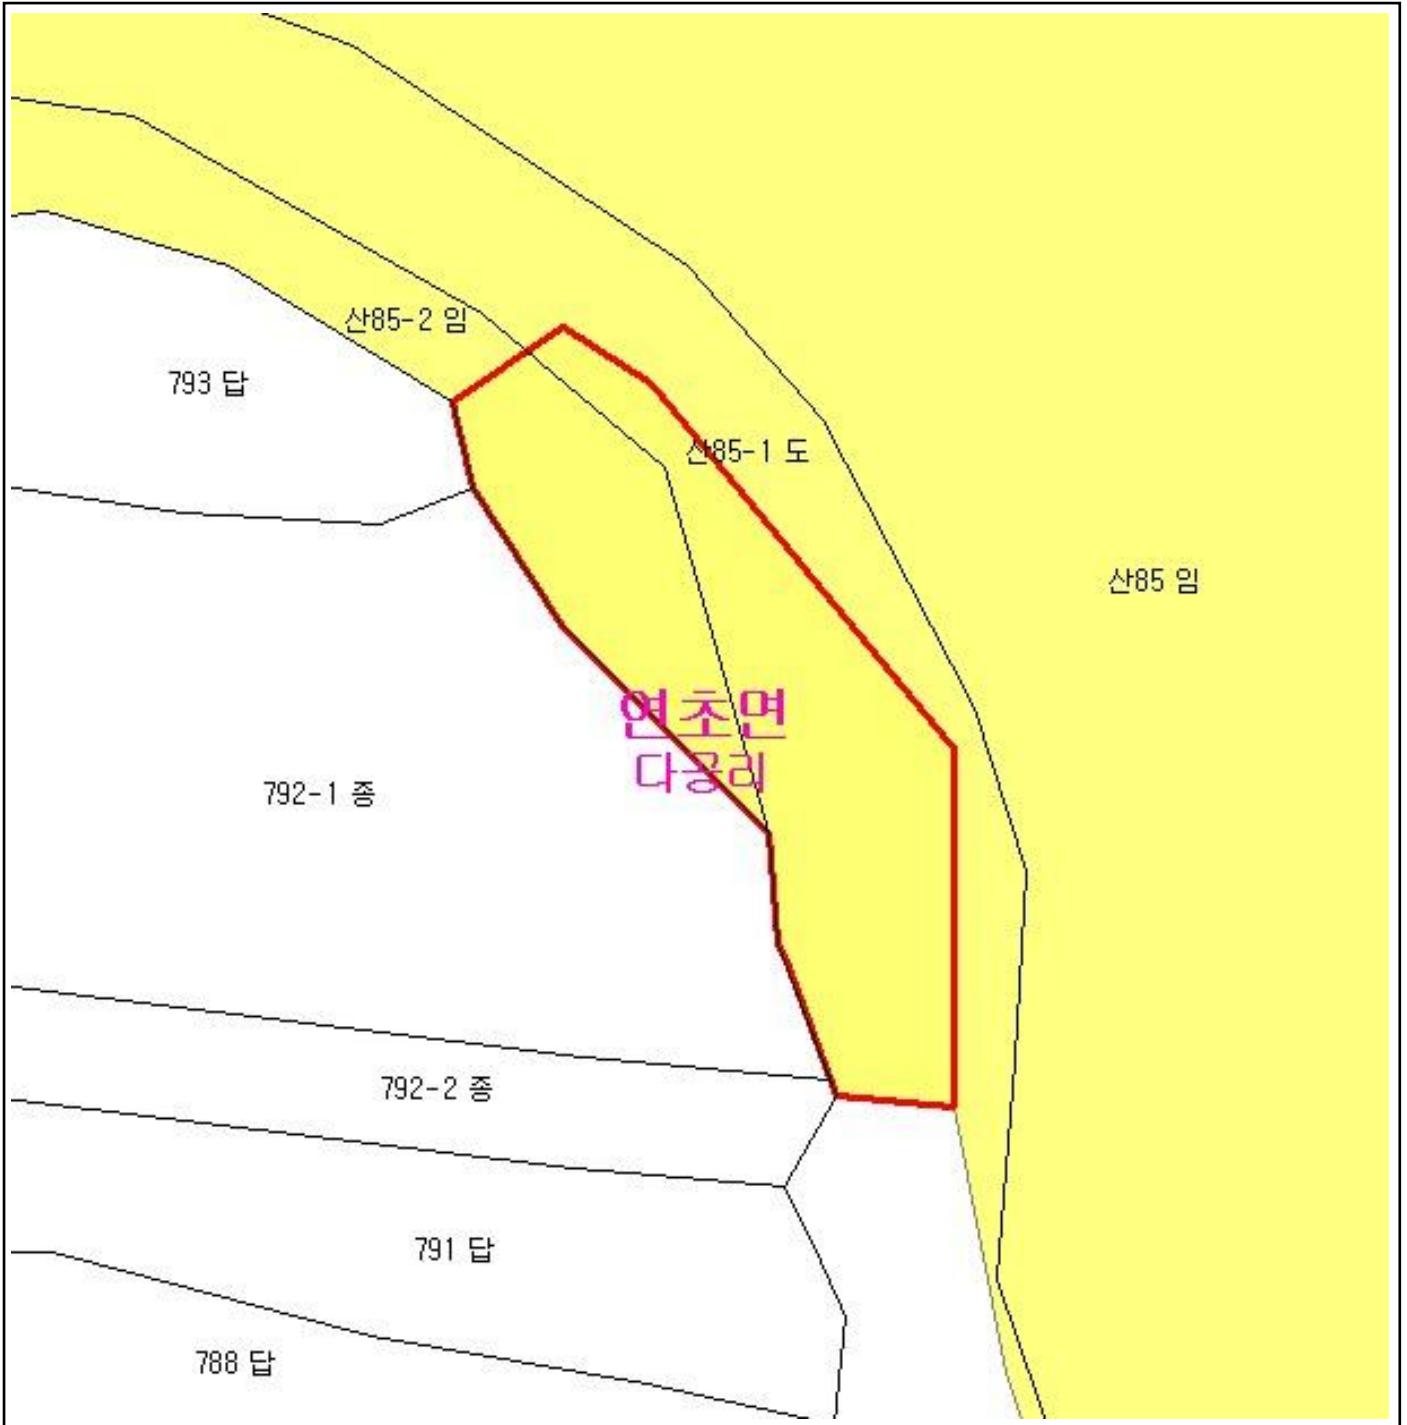 산85-2 임
793 답
산85-1 도
산85 임
연초면
다공리
792-1 종
792-2 종
791 답
788 답